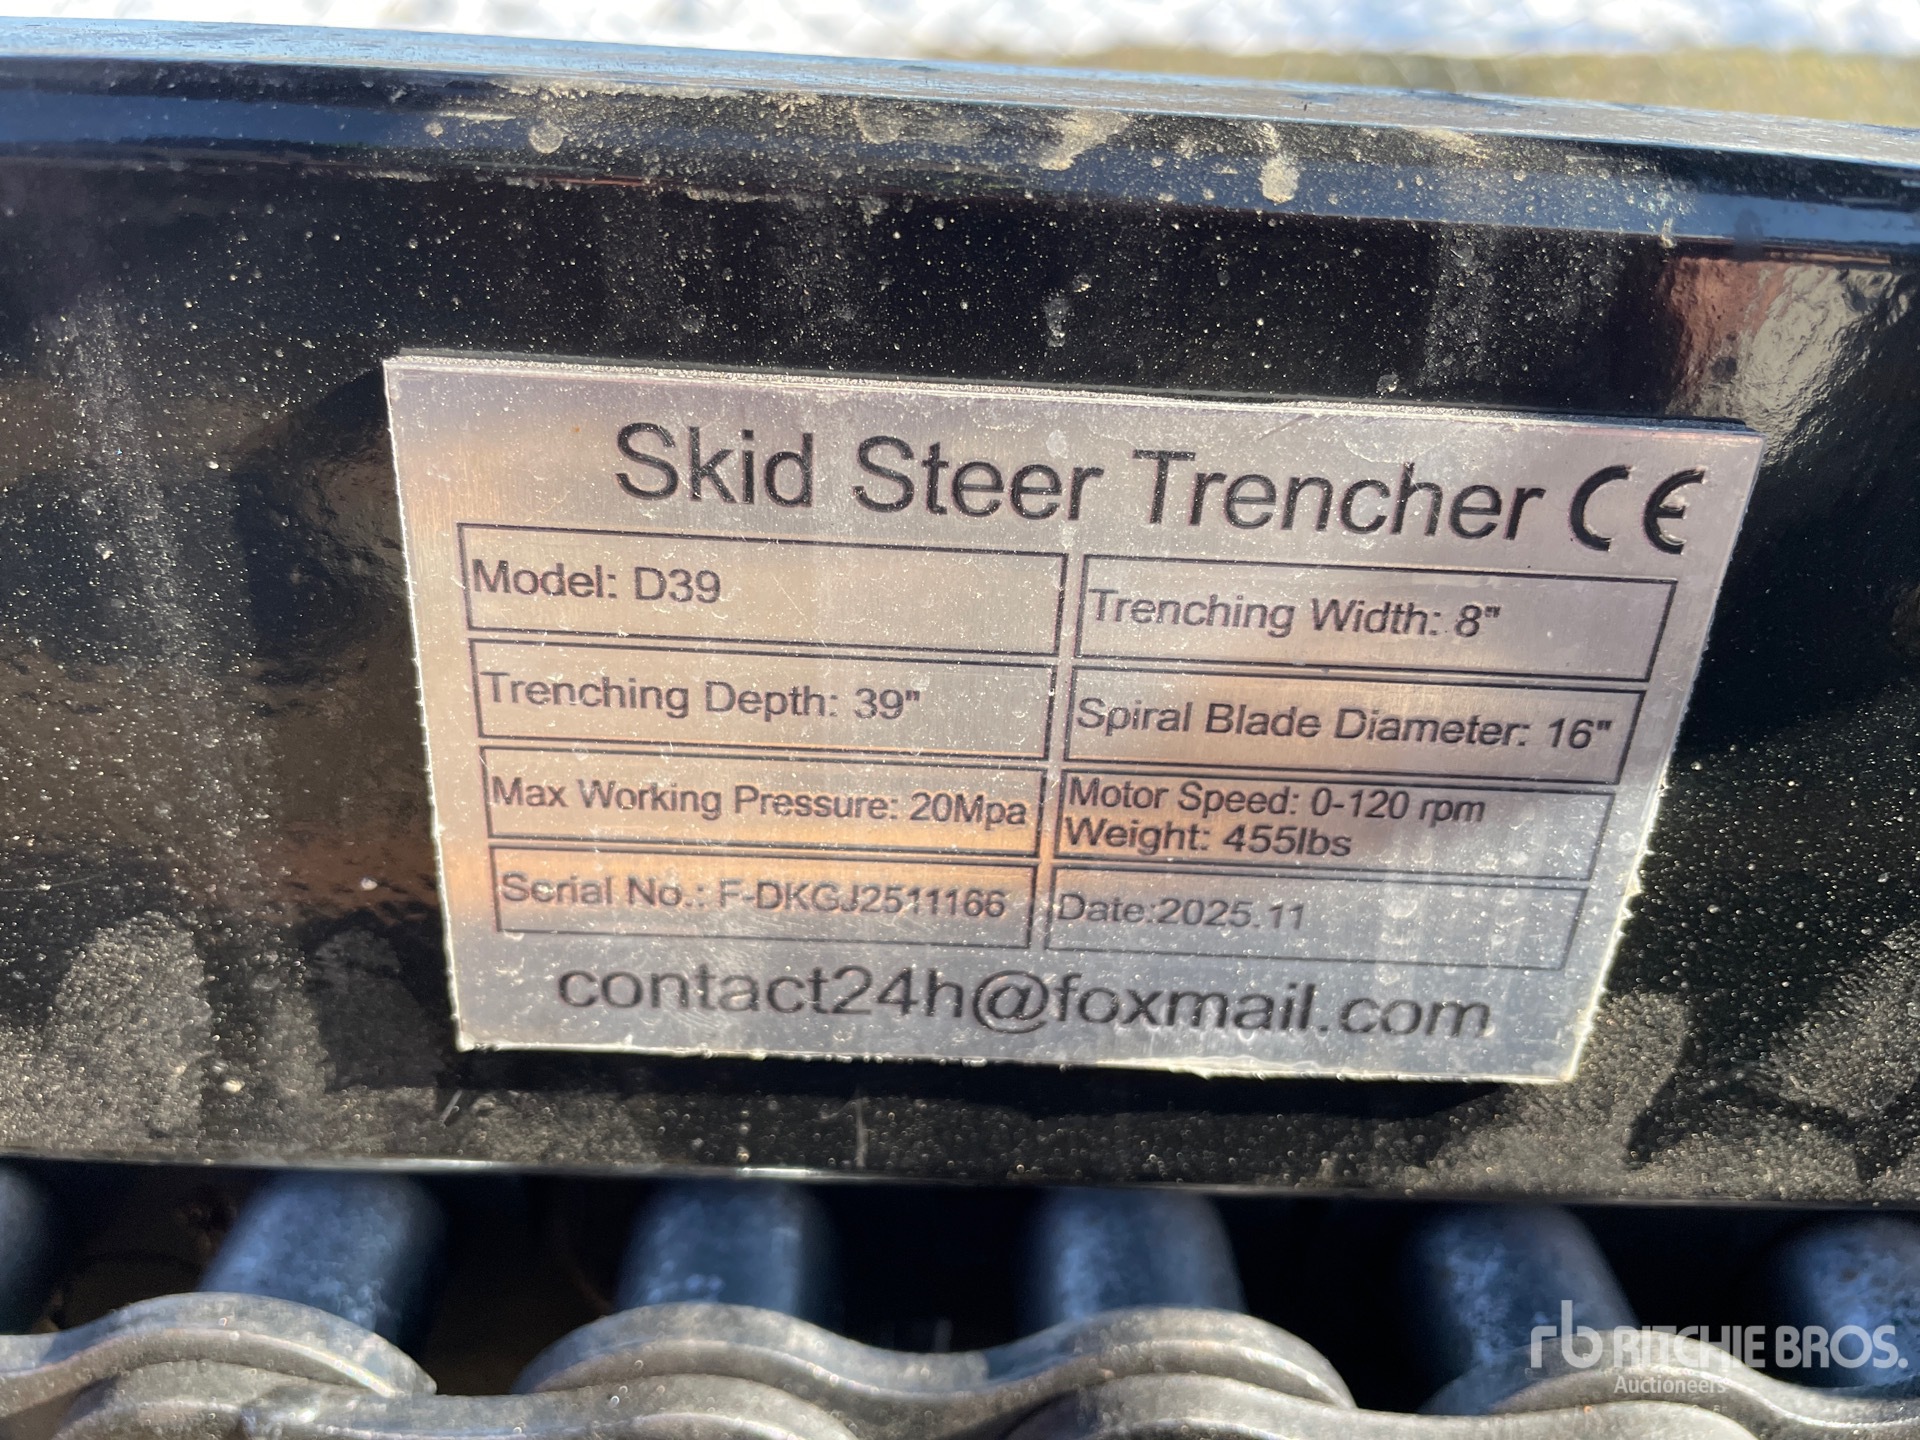 Skid Steer Trencher CE
Model: D39
Trenching Width: 8"
Trenching Depth: 39"
Spiral Blade Diameter: 16"
Max Working Pressure: 20Mpa
Motor Speed: 0-120 rpm
Weight: 455lbs
Serial No.: F-DKGJ2511166
Date:2025.11
contact24h@foxmail.com
rb RITCHIE BROS.
Auctioneers